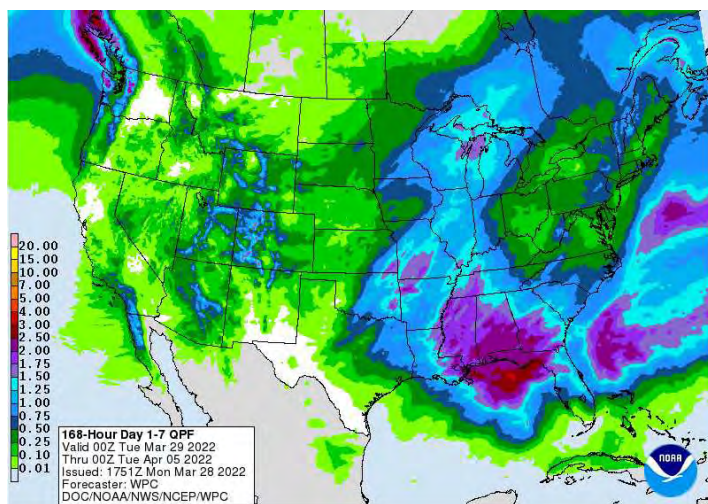 20.00
15.00
10.00
7.00
5.00
4.00
3.00
2.50
2.00
1.75
1.50
1.25
1.00
0.75
0.50
0.25
0.10
0.01
168-Hour Day 1-7 QPF
Valid 00Z Tue Mar 29 2022
Thru 00Z Tue Apr 05 2022
Issued: 1751Z Mon Mar 28 2022
Forecaster: WPC
DOC/NOAA/NWS/NCEP/WPC
NOAA